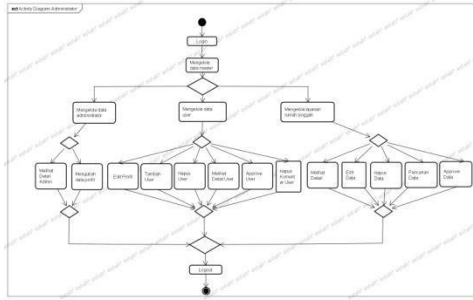 act Activity Diagram Administrator
Login
Mengelola
data master
Mengelola data
administrator
Mengelola data
user
Mengelola layanan
rumah singgah
Melihat
Detail
Admin
Mengubah
data profil
Edit Profil
Tambah
User
Hapus
User
Melihat
Detail User
Approve
User
Hapus
Koment
ar User
Melihat
Detail
Edit
Data
Hapus
Data
Pencarian
Data
Approve
Data
Logout